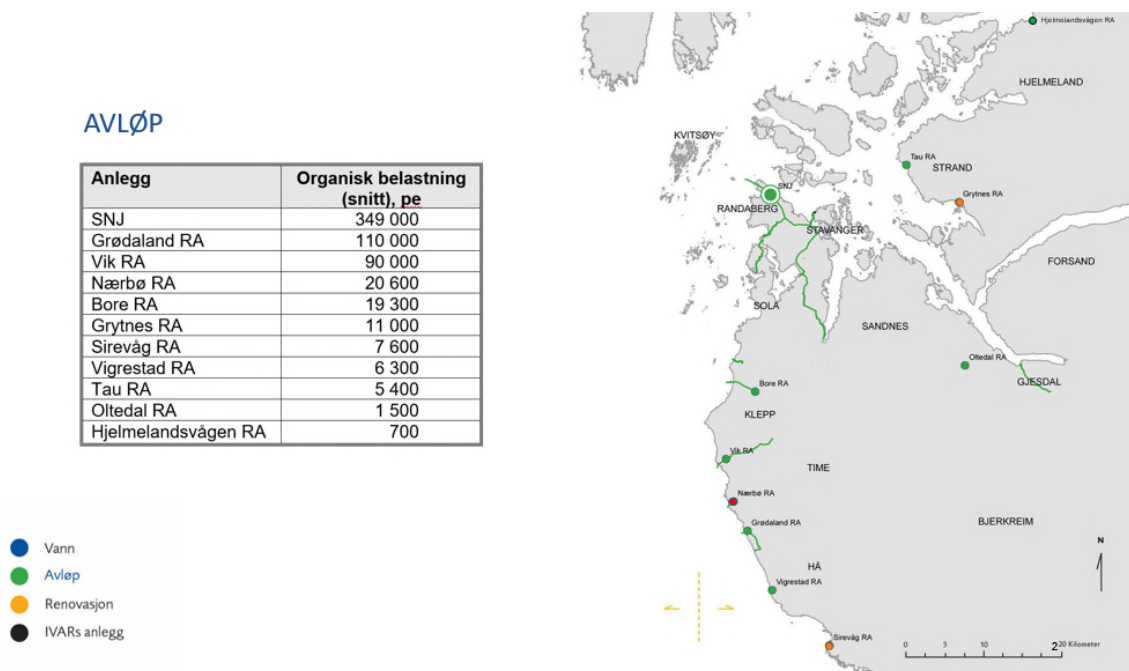 AVLØP
Anlegg Organisk belastning (snitt), pe
SNJ 349 000
Grødaland RA 110 000
Vik RA 90 000
Nærbø RA 20 600
Bore RA 19 300
Grytnes RA 11 000
Sirevåg RA 7 600
Vigrestad RA 6 300
Tau RA 5 400
Oltedal RA 1 500
Hjelmelandsvågen RA 700
Vann
Avløp
Renovasjon
IVARs anlegg
Hjelmelandsvågen RA
HJELMELAND
KVITSØY
Tau RA
STRAND
SNJ
Grytnes RA
RANDABERG
STAVANGER
FORSAND
SOLA
SANDNES
Oltedal RA
GJESDAL
Bore RA
KLEPP
Vik RA
TIME
Nærbø RA
Grødaland RA
BJERKREIM
N
HÅ
Vigrestad RA
Sirevåg RA
0 5 10 20 Kilometer
2